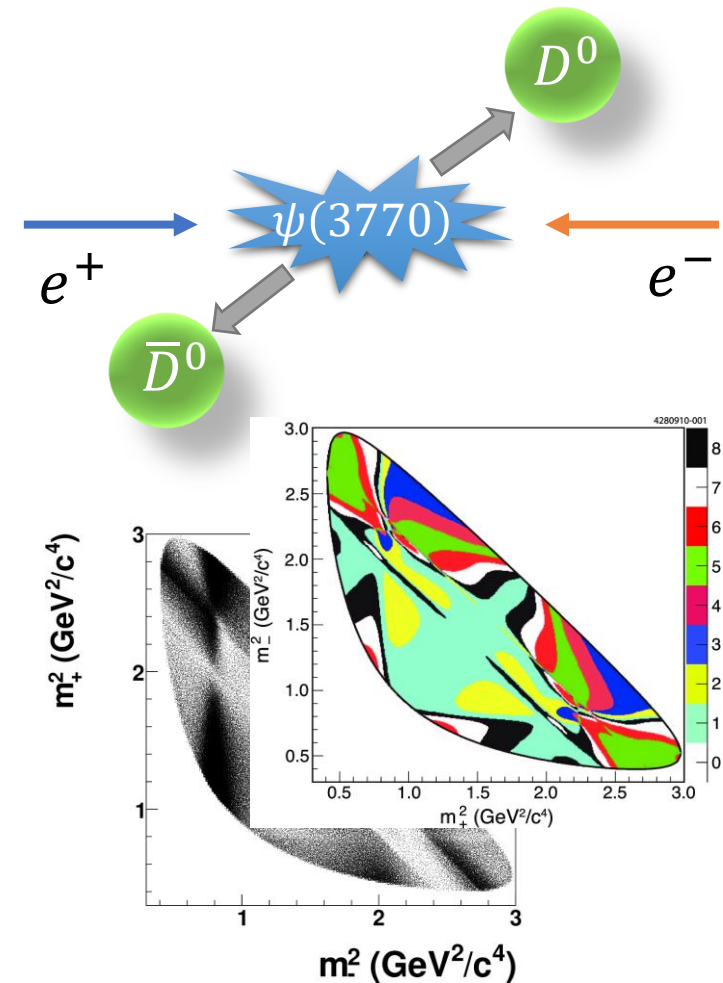 D⁰
ψ(3770)
e⁺
e⁻
D̅⁰
4280910-001
3.0
2.5
2.0
1.5
1.0
0.5
m²₋ (GeV²/c⁴)
0.5 1.0 1.5 2.0 2.5 3.0
m²₊ (GeV²/c⁴)
8
7
6
5
4
3
2
1
0
3
2
1
m²₊ (GeV²/c⁴)
1 2 3
m²₋ (GeV²/c⁴)